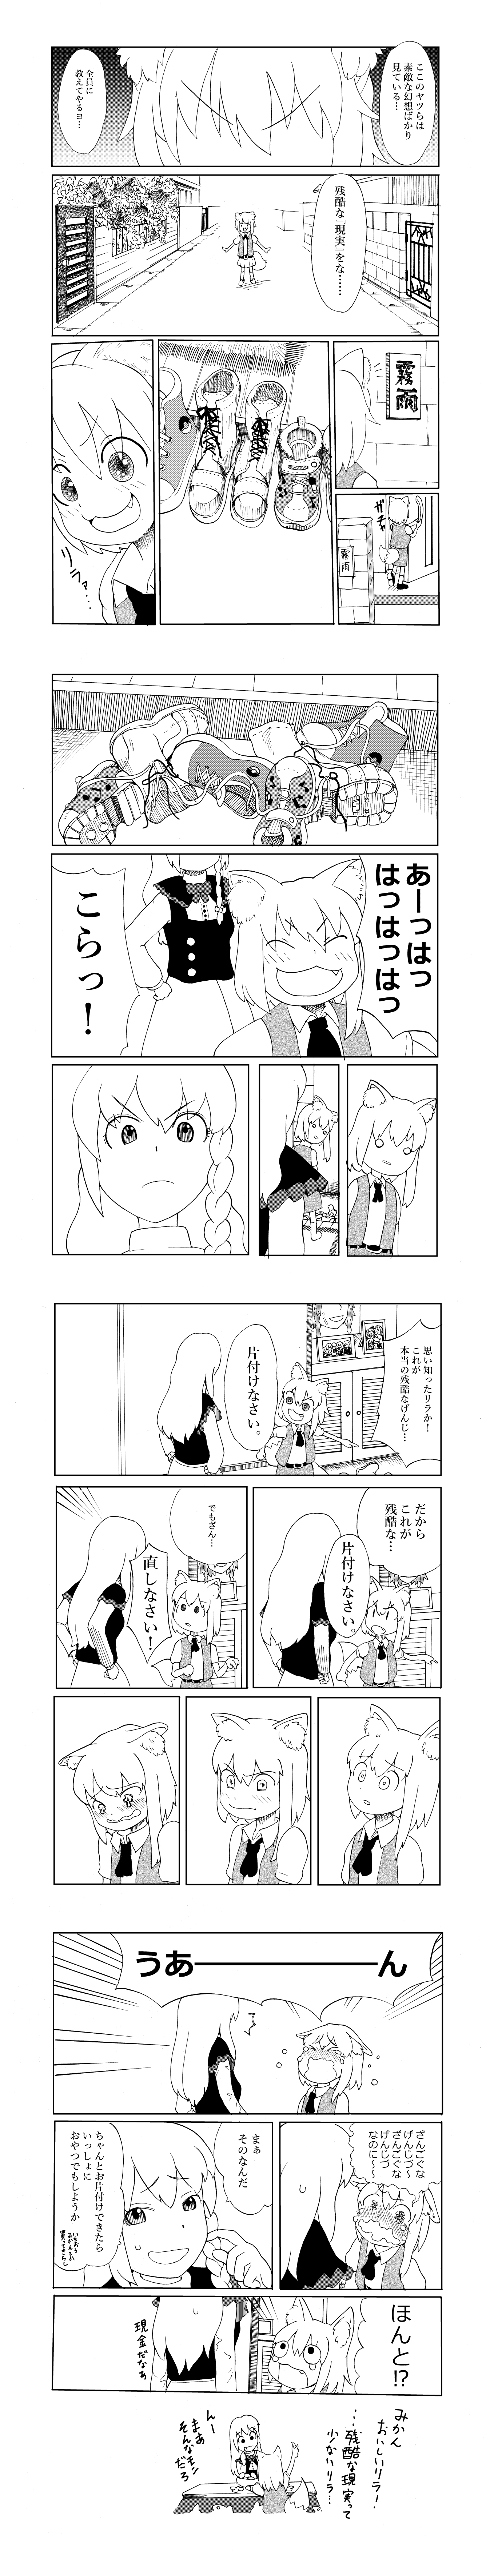 ここのヤツらは
素敵な幻想ばかり
見ている…
全員に
教えてやるヨ…
残酷な『現実』をな……
霧雨
ガチャ
霧雨
リラァ…
あーっはっ
はっはっはっ
こらっ!
思い知ったリラか!
これが
本当の残酷なげんじ…
片付けなさい。
だから
これが
残酷な…
片付けなさい。
でもざん…
直しなさい!
うあーーーーーん
ざんごぐな
げんじづ〜
ざんごぐな
げんじづ
なのに〜〜
まぁ
そのなんだ
ちゃんとお片付けできたら
いっしょに
おやつでもしようか
ほんと!?
現金だなぁ
みかん
おいしいリラ!
…残酷な現実って
少ないリラ…
んー
まあ
そんなモン
だろ